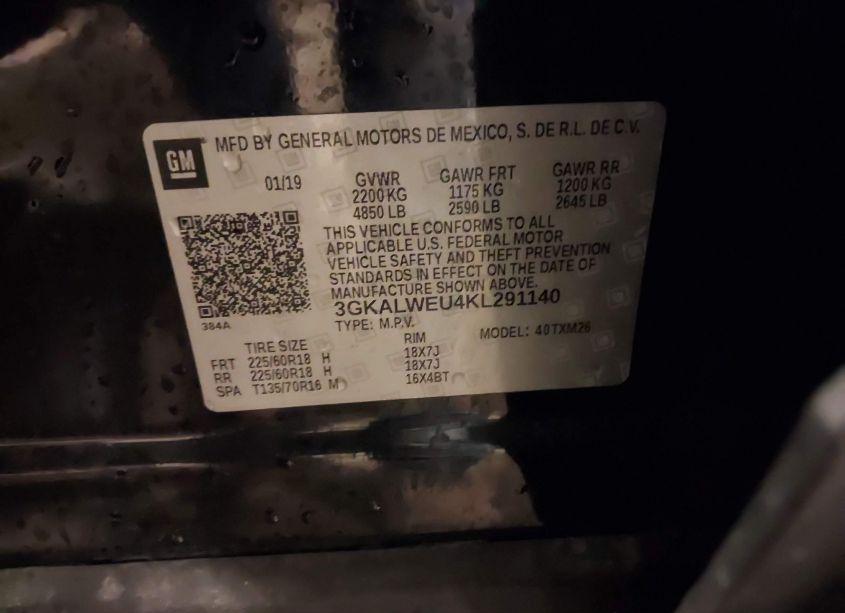 GM
MFD BY GENERAL MOTORS DE MEXICO, S. DE R.L. DE C.V.
01/19 GVWR GAWR FRT GAWR RR
2200 KG 1175 KG 1200 KG
4850 LB 2590 LB 2645 LB
THIS VEHICLE CONFORMS TO ALL
APPLICABLE U.S. FEDERAL MOTOR
VEHICLE SAFETY AND THEFT PREVENTION
STANDARDS IN EFFECT ON THE DATE OF
MANUFACTURE SHOWN ABOVE.
3GKALWEU4KL291140
384A TYPE: M.P.V. MODEL: 40TXM26
TIRE SIZE RIM
FRT 225/60R18 H 18X7J
RR 225/60R18 H 18X7J
SPA T135/70R16 M 16X4BT